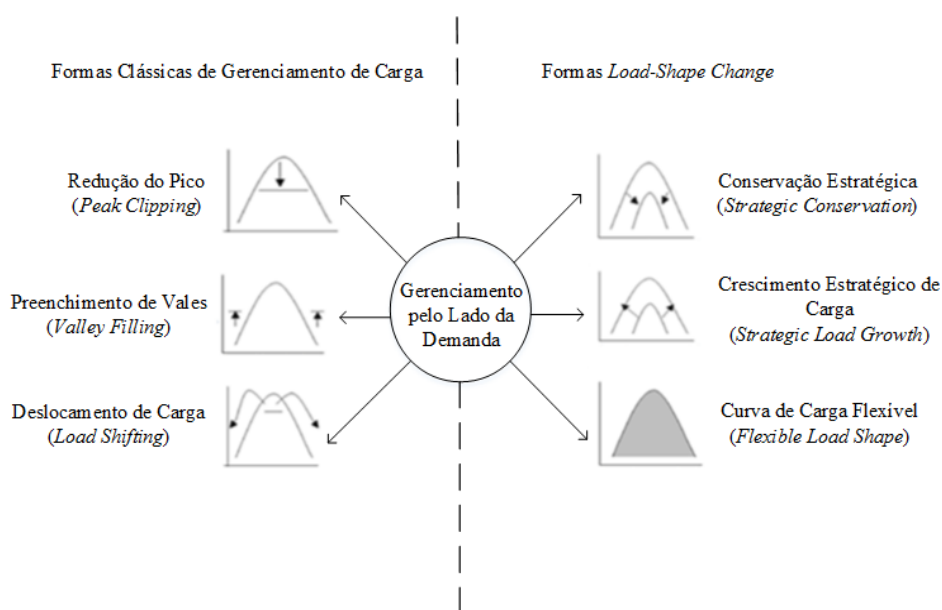 Formas Clássicas de Gerenciamento de Carga
Formas Load-Shape Change
Redução do Pico
(Peak Clipping)
Preenchimento de Vales
(Valley Filling)
Deslocamento de Carga
(Load Shifting)
Gerenciamento
pelo Lado da
Demanda
Conservação Estratégica
(Strategic Conservation)
Crescimento Estratégico de
Carga
(Strategic Load Growth)
Curva de Carga Flexível
(Flexible Load Shape)